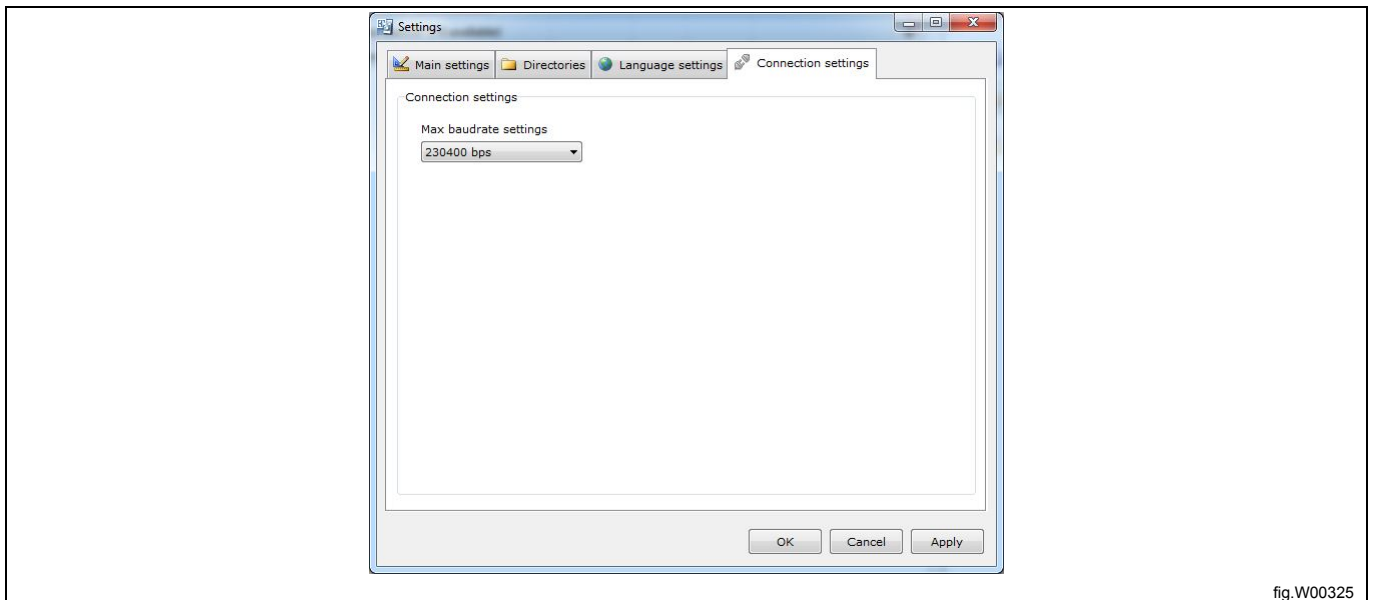 Settings
Main settings Directories Language settings Connection settings
Connection settings
Max baudrate settings
230400 bps
OK Cancel Apply
fig.W00325